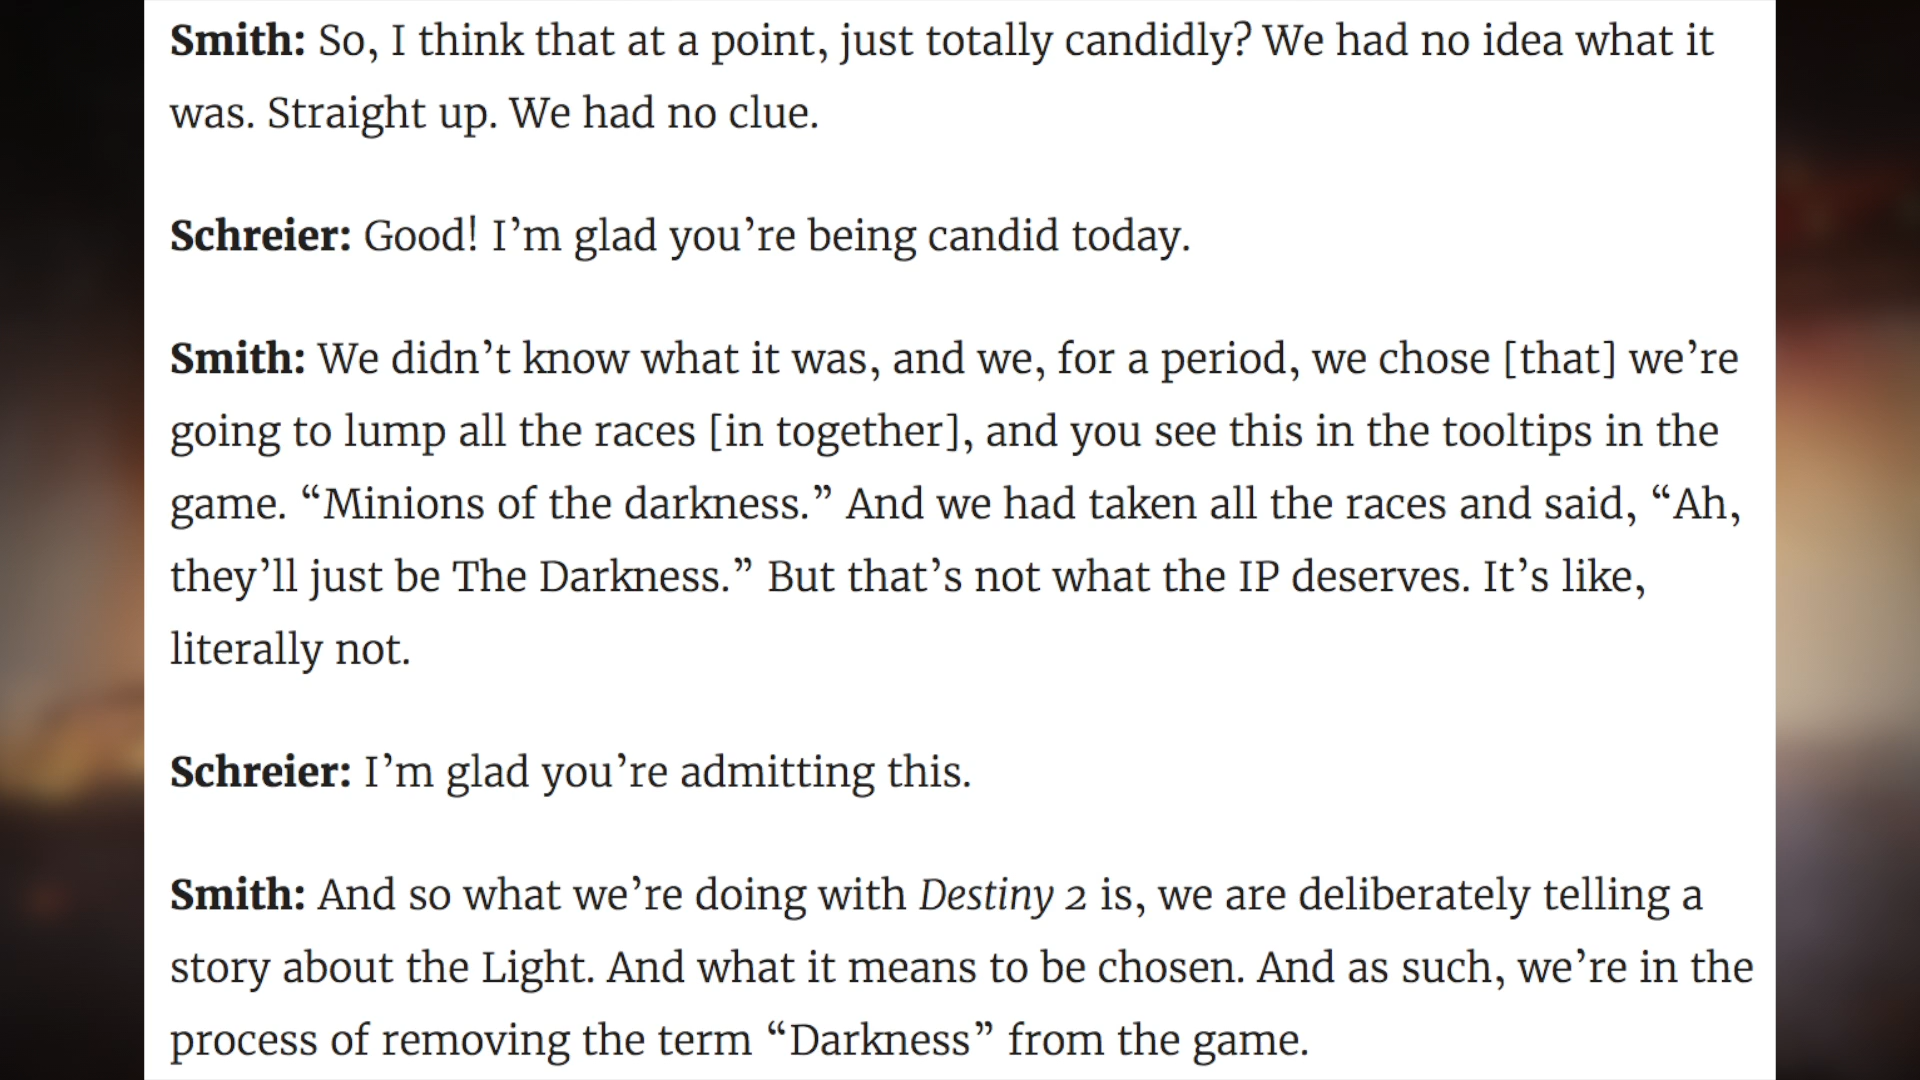 Smith: So, I think that at a point, just totally candidly? We had no idea what it
was. Straight up. We had no clue.
Schreier: Good! I’m glad you’re being candid today.
Smith: We didn’t know what it was, and we, for a period, we chose [that] we’re
going to lump all the races [in together], and you see this in the tooltips in the
game. “Minions of the darkness.” And we had taken all the races and said, “Ah,
they’ll just be The Darkness.” But that’s not what the IP deserves. It’s like,
literally not.
Schreier: I’m glad you’re admitting this.
Smith: And so what we’re doing with Destiny 2 is, we are deliberately telling a
story about the Light. And what it means to be chosen. And as such, we’re in the
process of removing the term “Darkness” from the game.